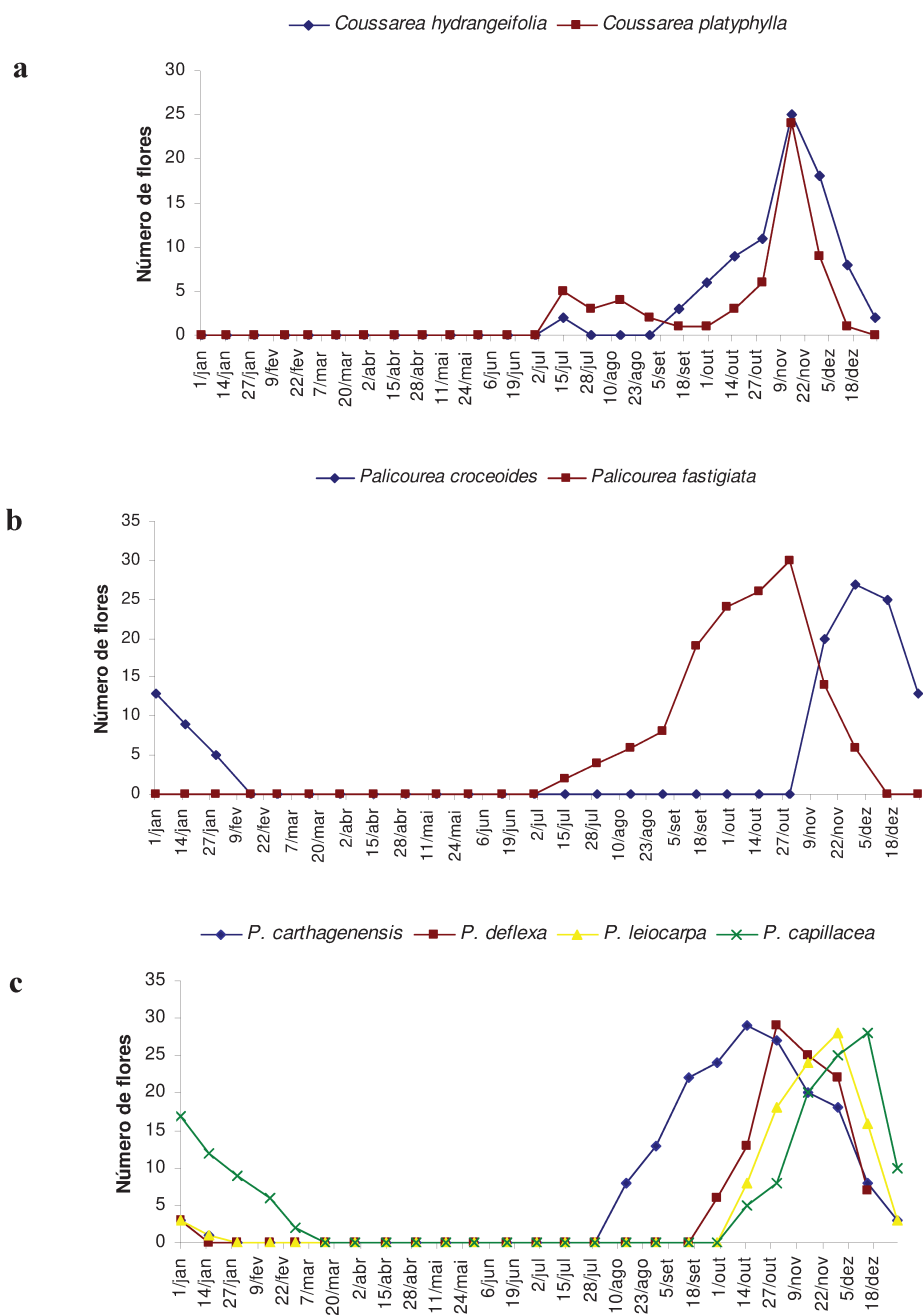 Coussarea hydrangeifolia Coussarea platyphylla
a
Número de flores
30
25
20
15
10
5
0
1/jan 14/jan 27/jan 9/fev 22/fev 7/mar 20/mar 2/abr 15/abr 28/abr 11/mai 24/mai 6/jun 19/jun 2/jul 15/jul 28/jul 10/ago 23/ago 5/set 18/set 1/out 14/out 27/out 9/nov 22/nov 5/dez 18/dez
Palicourea croceoides Palicourea fastigiata
b
Número de flores
35
30
25
20
15
10
5
0
1/jan 14/jan 27/jan 9/fev 22/fev 7/mar 20/mar 2/abr 15/abr 28/abr 11/mai 24/mai 6/jun 19/jun 2/jul 15/jul 28/jul 10/ago 23/ago 5/set 18/set 1/out 14/out 27/out 9/nov 22/nov 5/dez 18/dez
P. carthagenensis P. deflexa P. leiocarpa P. capillacea
c
Número de flores
35
30
25
20
15
10
5
0
1/jan 14/jan 27/jan 9/fev 22/fev 7/mar 20/mar 2/abr 15/abr 28/abr 11/mai 24/mai 6/jun 19/jun 2/jul 15/jul 28/jul 10/ago 23/ago 5/set 18/set 1/out 14/out 27/out 9/nov 22/nov 5/dez 18/dez